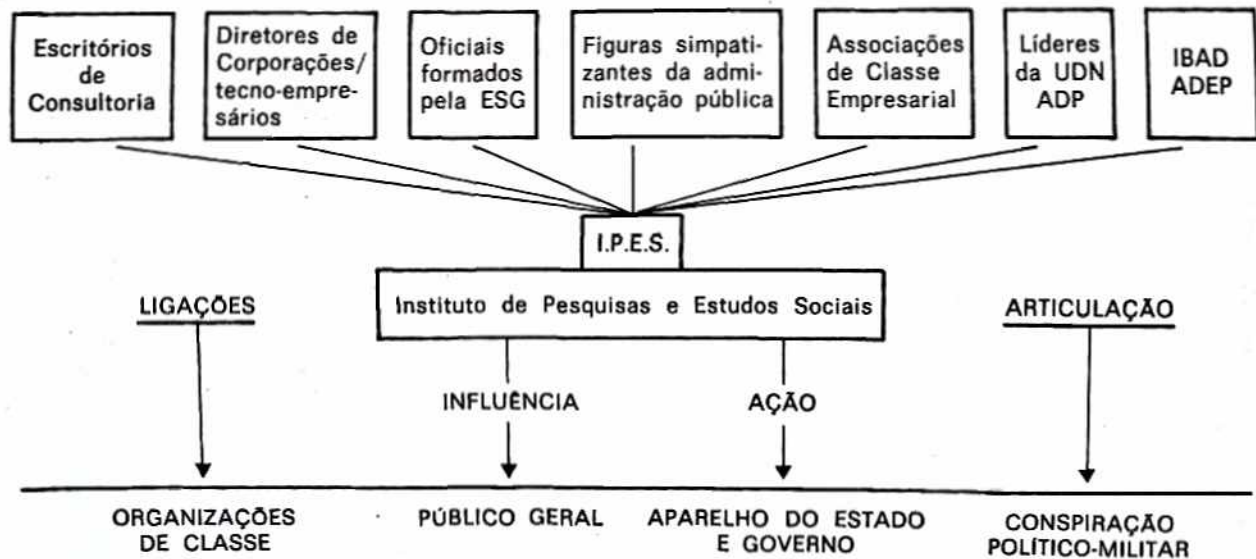 Escritórios
de
Consultoria
Diretores de
Corporações/
tecno-empre-
sários
Oficiais
formados
pela ESG
Figuras simpati-
zantes da admi-
nistração pública
Associações
de Classe
Empresarial
Líderes
da UDN
ADP
IBAD
ADEP
I.P.E.S.
Instituto de Pesquisas e Estudos Sociais
LIGAÇÕES
ARTICULAÇÃO
INFLUÊNCIA
AÇÃO
ORGANIZAÇÕES
DE CLASSE
PÚBLICO GERAL
APARELHO DO ESTADO
E GOVERNO
CONSPIRAÇÃO
POLÍTICO-MILITAR